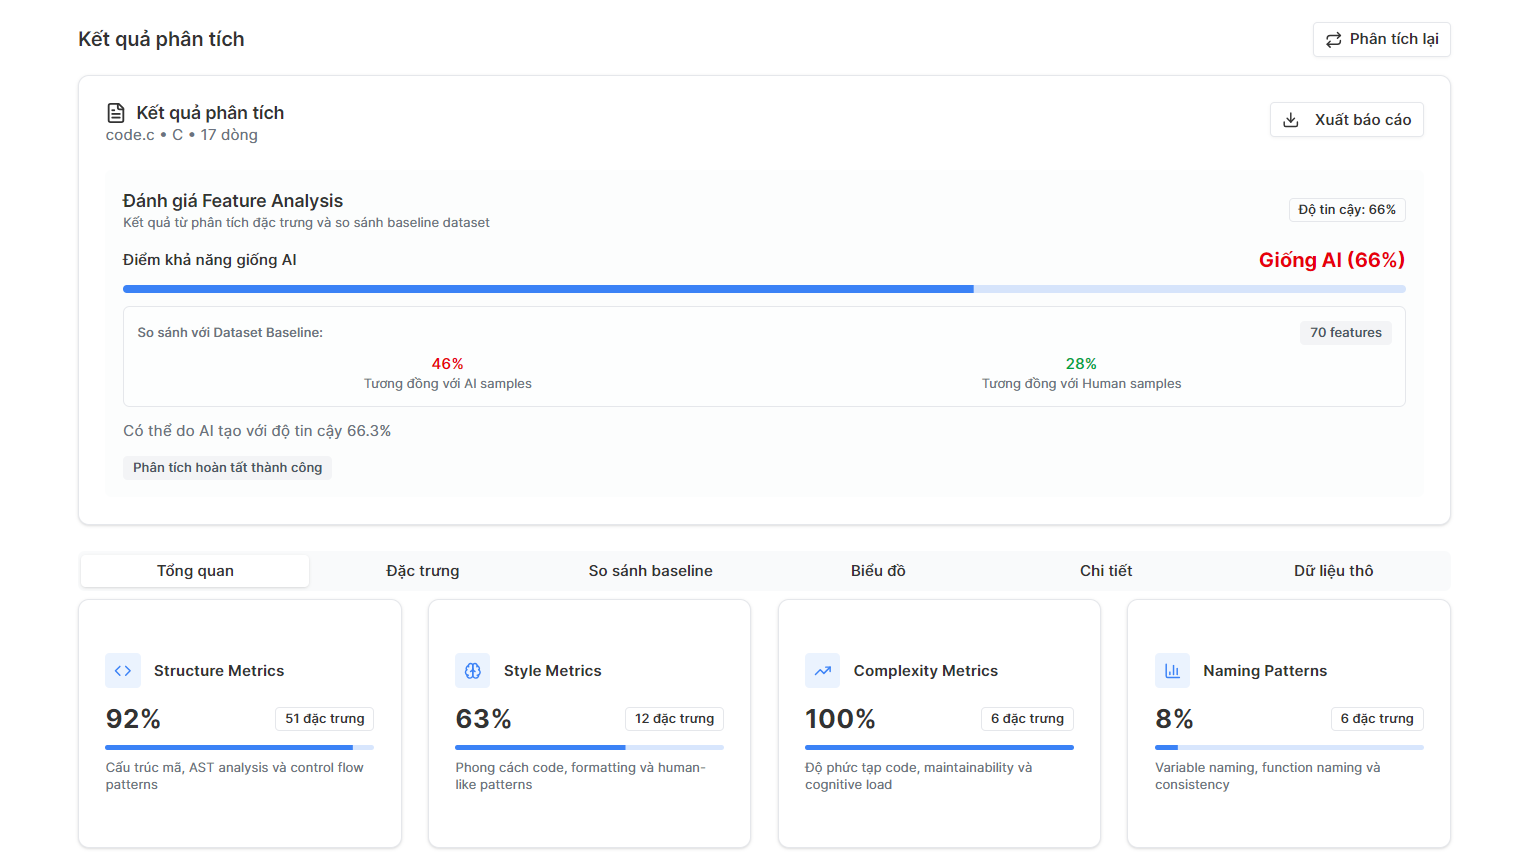 Kết quả phân tích
Phân tích lại
Kết quả phân tích
code.c • C • 17 dòng
Xuất báo cáo
Đánh giá Feature Analysis
Kết quả từ phân tích đặc trưng và so sánh baseline dataset
Độ tin cậy: 66%
Điểm khả năng giống AI
Giống AI (66%)
So sánh với Dataset Baseline:
70 features
46%
Tương đồng với AI samples
28%
Tương đồng với Human samples
Có thể do AI tạo với độ tin cậy 66.3%
Phân tích hoàn tất thành công
Tổng quan
Đặc trưng
So sánh baseline
Biểu đồ
Chi tiết
Dữ liệu thô
Structure Metrics
92%
51 đặc trưng
Cấu trúc mã, AST analysis và control flow
patterns
Style Metrics
63%
12 đặc trưng
Phong cách code, formatting và human-
like patterns
Complexity Metrics
100%
6 đặc trưng
Độ phức tạp code, maintainability và
cognitive load
Naming Patterns
8%
6 đặc trưng
Variable naming, function naming và
consistency